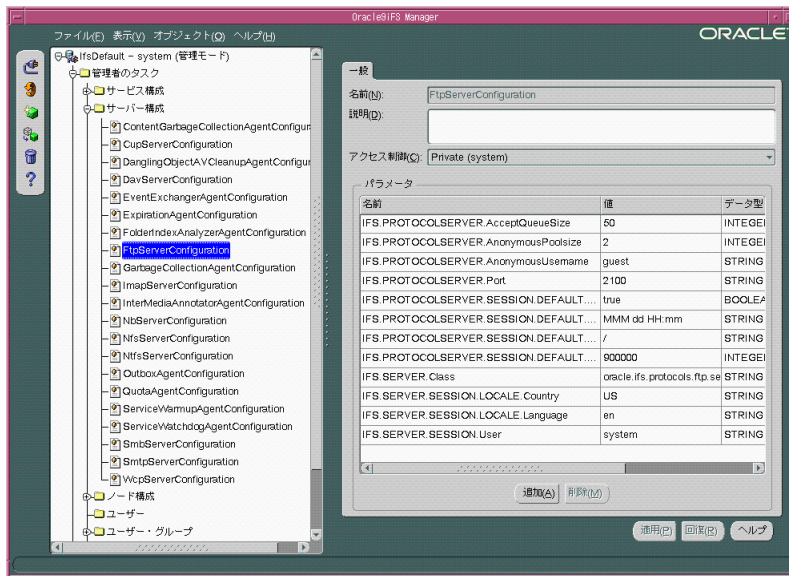 Oracle9iFS Manager
ファイル(F) 表示(V) オブジェクト(O) ヘルプ(H)
ORACLE
IfsDefault - system (管理モード)
管理者のタスク
サービス構成
サーバー構成
ContentGarbageCollectionAgentConfigur
CupServerConfiguration
DanglingObjectAVCleanupAgentConfigur
DavServerConfiguration
EventExchangerAgentConfiguration
ExpirationAgentConfiguration
FolderIndexAnalyzerAgentConfiguration
FtpServerConfiguration
GarbageCollectionAgentConfiguration
ImapServerConfiguration
InterMediaAnnotatorAgentConfiguration
NbServerConfiguration
NfsServerConfiguration
NtfsServerConfiguration
OutboxAgentConfiguration
QuotaAgentConfiguration
ServiceWarmupAgentConfiguration
ServiceWatchdogAgentConfiguration
SmbServerConfiguration
SmtpServerConfiguration
WcpServerConfiguration
ノード構成
ユーザー
ユーザー・グループ
一般
名前(N): FtpServerConfiguration
説明(D):
アクセス制御(C): Private (system)
パラメータ
名前 値 データ型
IFS.PROTOCOLSERVER.AcceptQueueSize 50 INTEGE
IFS.PROTOCOLSERVER.AnonymousPoolsize 2 INTEGE
IFS.PROTOCOLSERVER.AnonymousUsername guest STRING
IFS.PROTOCOLSERVER.Port 2100 INTEGE
IFS.PROTOCOLSERVER.SESSION.DEFAULT.... true BOOLEA
IFS.PROTOCOLSERVER.SESSION.DEFAULT.... MMM dd HH:mm STRING
IFS.PROTOCOLSERVER.SESSION.DEFAULT.... / STRING
IFS.PROTOCOLSERVER.SESSION.DEFAULT.... 900000 INTEGE
IFS.SERVER.Class oracle.ifs.protocols.ftp.se STRING
IFS.SERVER.SESSION.LOCALE.Country US STRING
IFS.SERVER.SESSION.LOCALE.Language en STRING
IFS.SERVER.SESSION.User system STRING
追加(A) 削除(M)
適用(P) 回復(R) ヘルプ